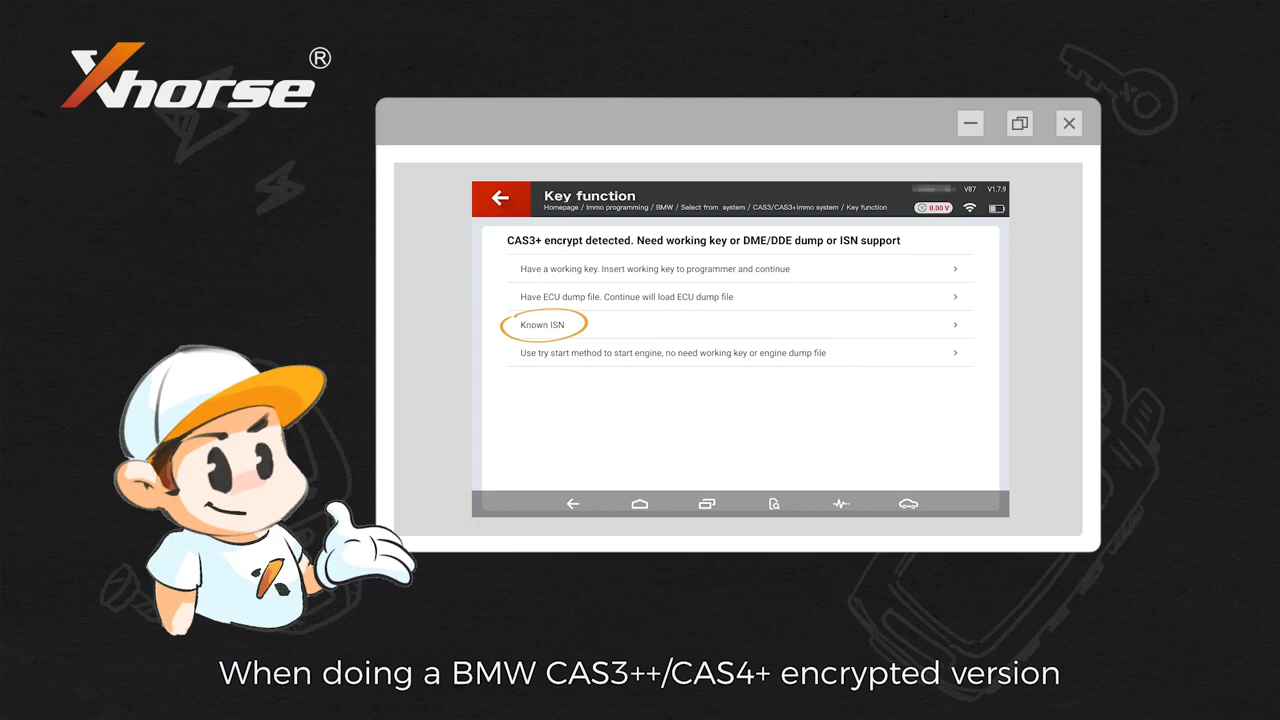 Xhorse®
Key function
V87 V1.7.9
Homepage / Immo programming / BMW / Select from system / CAS3/CAS3+Immo system / Key function
0.00 V
CAS3+ encrypt detected. Need working key or DME/DDE dump or ISN support
Have a working key. Insert working key to programmer and continue
Have ECU dump file. Continue will load ECU dump file
Known ISN
Use try start method to start engine, no need working key or engine dump file
When doing a BMW CAS3++/CAS4+ encrypted version